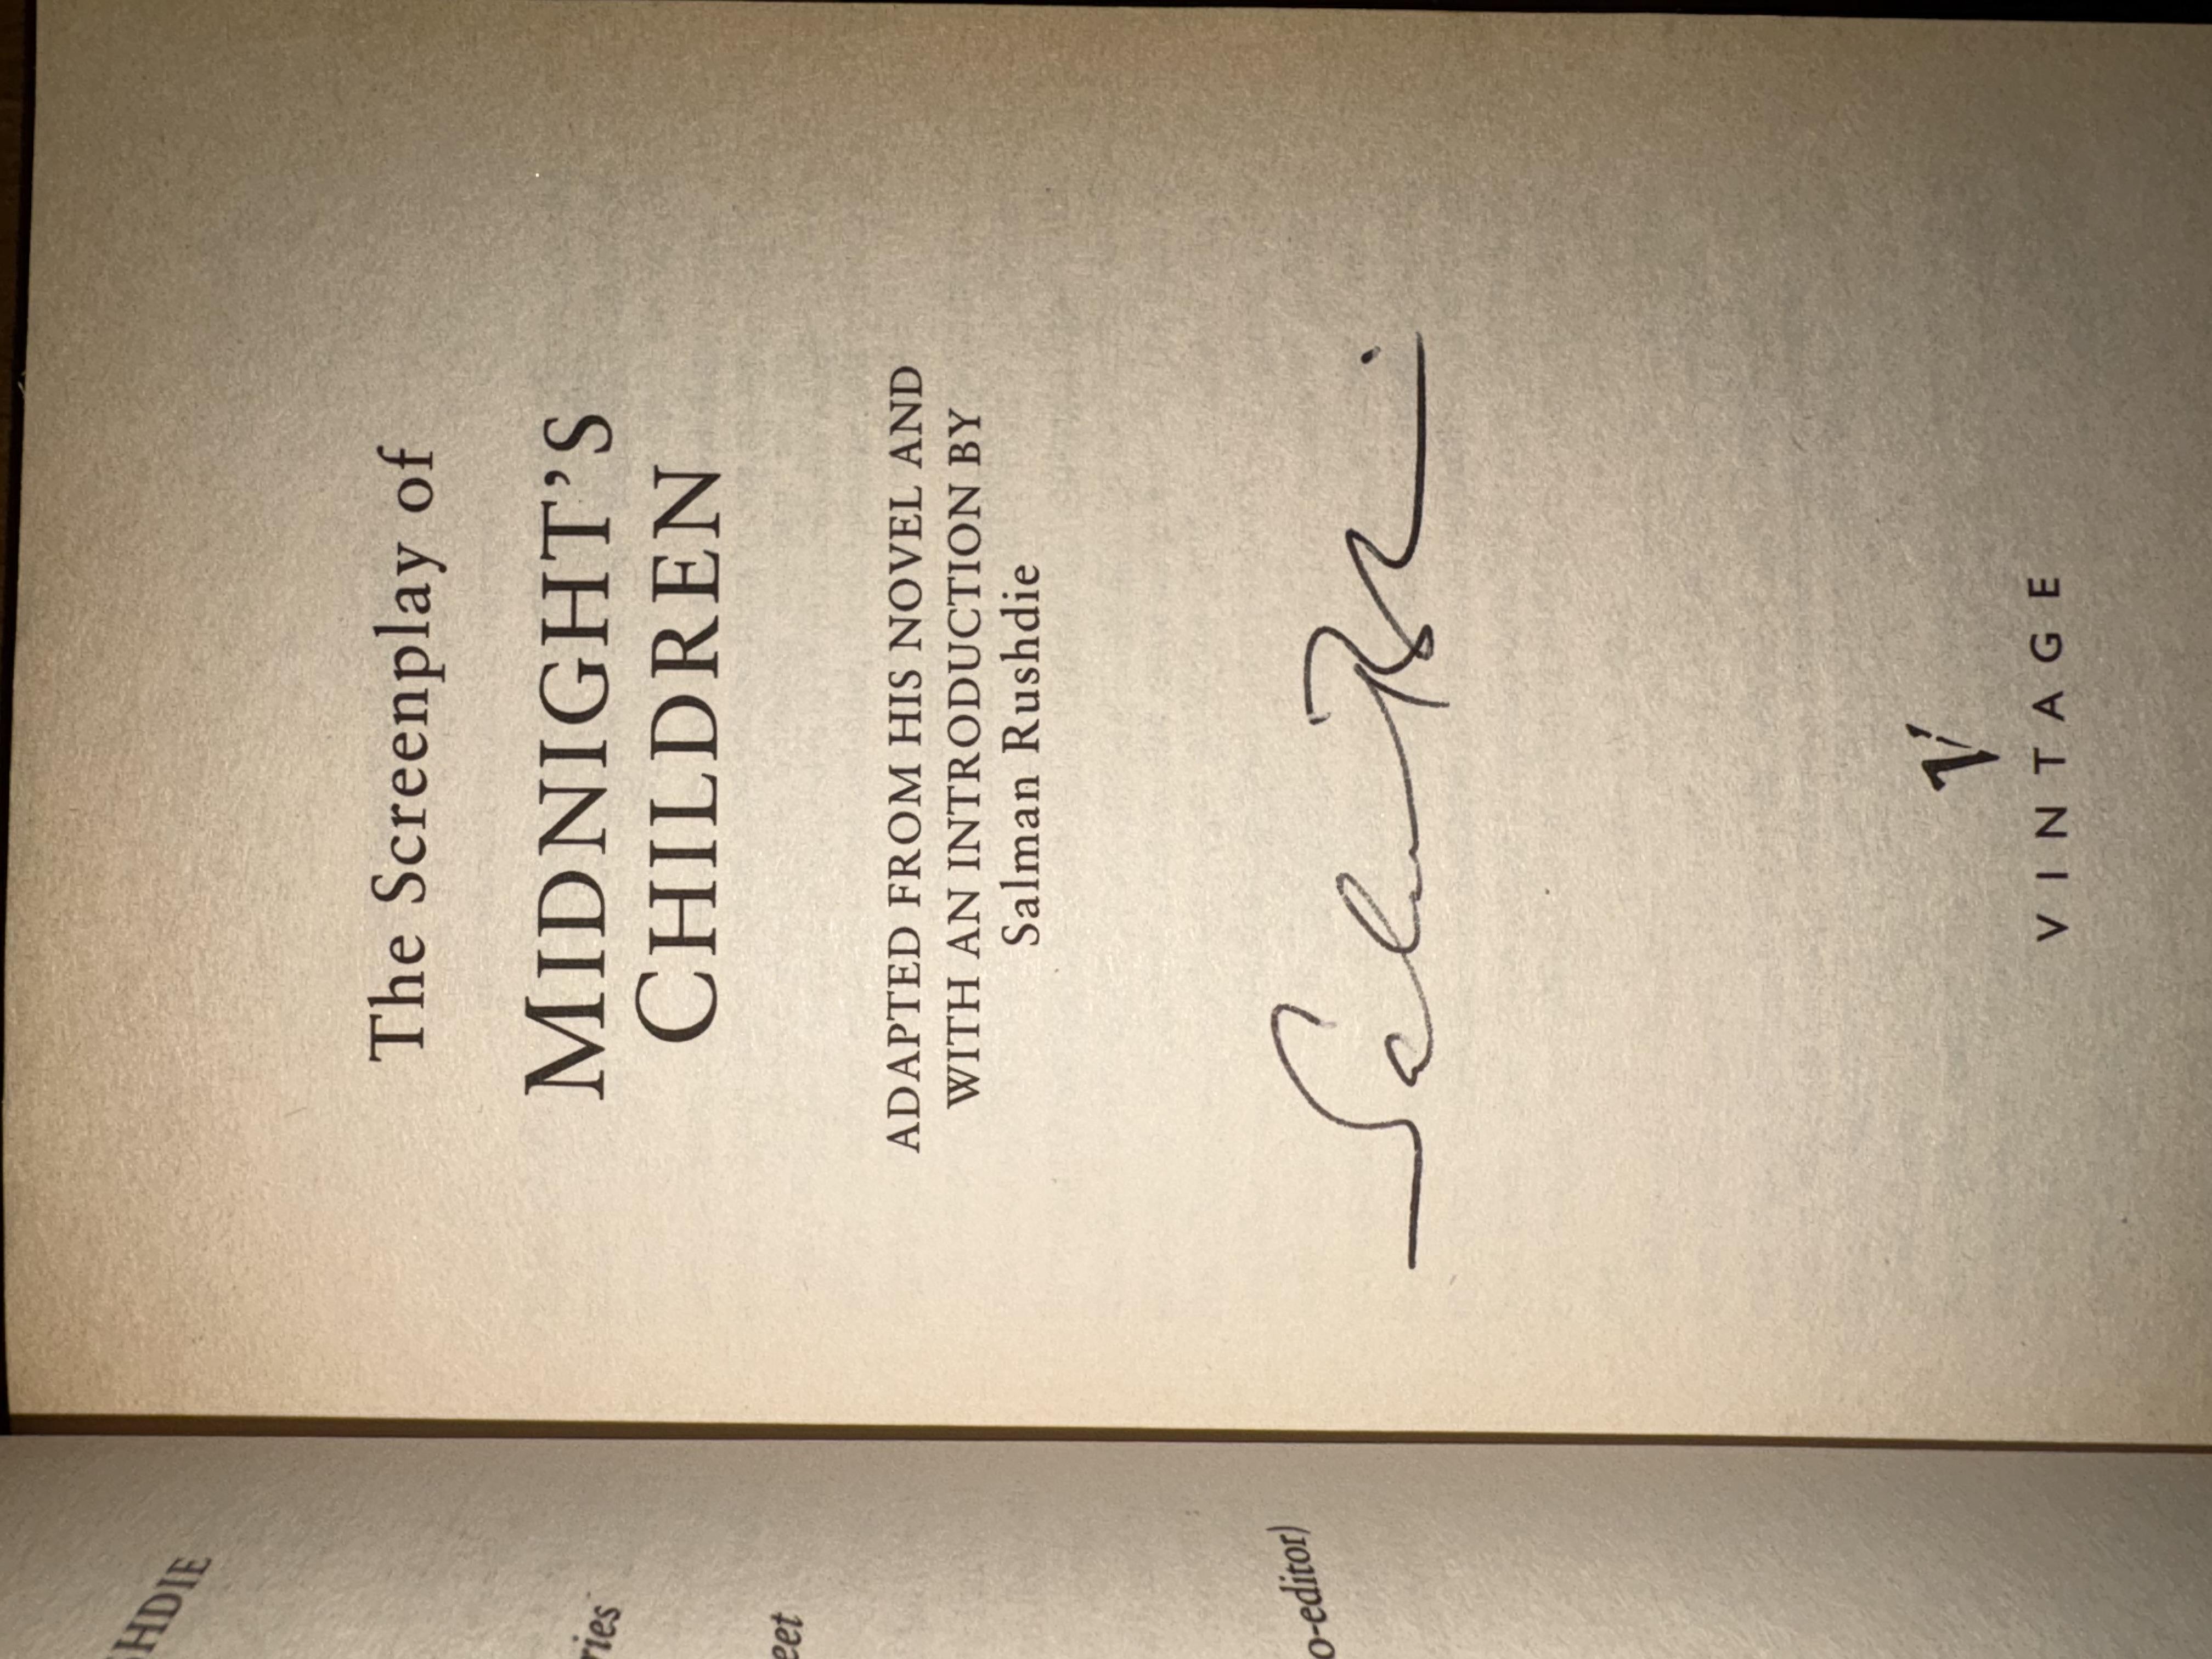 The Screenplay of
MIDNIGHT'S
CHILDREN
ADAPTED FROM HIS NOVEL AND
WITH AN INTRODUCTION BY
Salman Rushdie
V
VINTAGE
HDIE
ries
eet
o-editor)